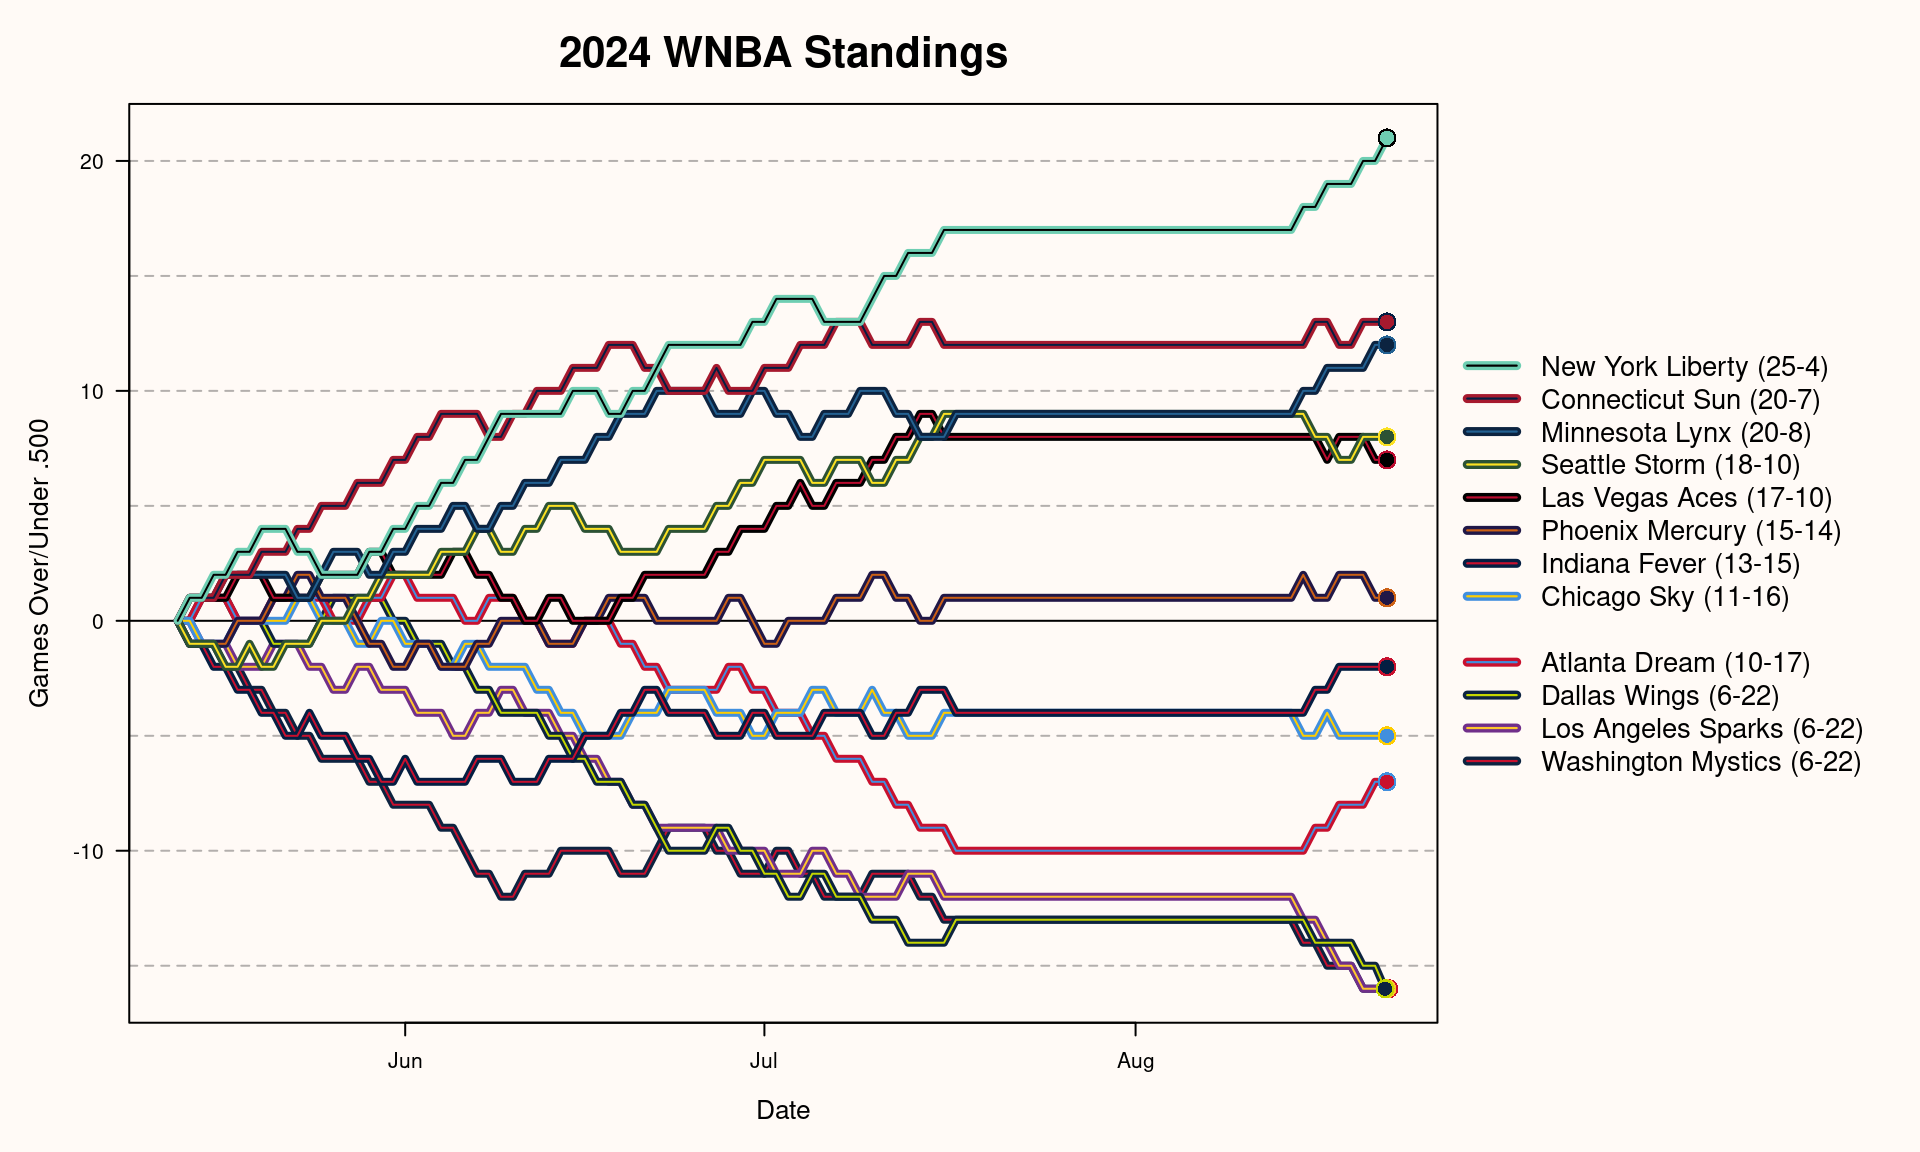 2024 WNBA Standings
Games Over/Under .500
20
10
0
-10
Jun
Jul
Aug
Date
New York Liberty (25-4)
Connecticut Sun (20-7)
Minnesota Lynx (20-8)
Seattle Storm (18-10)
Las Vegas Aces (17-10)
Phoenix Mercury (15-14)
Indiana Fever (13-15)
Chicago Sky (11-16)
Atlanta Dream (10-17)
Dallas Wings (6-22)
Los Angeles Sparks (6-22)
Washington Mystics (6-22)